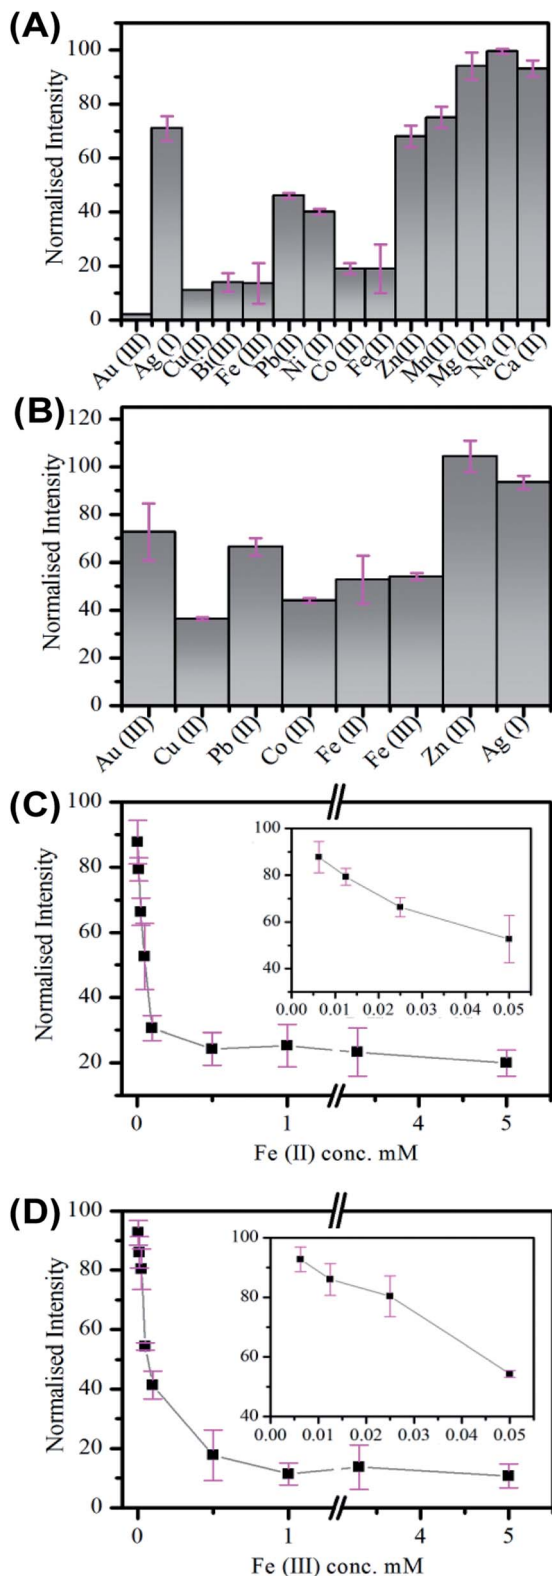 (A)
Normalised Intensity
100
80
60
40
20
0
Au (III) Ag (I) Cu(II) Bi(III) Fe (III) Pb(II) Ni (II) Co (II) Fe(I) Zn(II) Mn(II) Mg (II) Na (I) Ca (II)
(B)
Normalised Intensity
120
100
80
60
40
20
0
Au (III) Cu (II) Pb (II) Co (II) Fe (II) Fe (III) Zn (II) Ag (I)
(C)
Normalised Intensity
100
80
60
40
20
100
80
60
40
0.00 0.01 0.02 0.03 0.04 0.05
0 1 4 5
Fe (II) conc. mM
(D)
Normalised Intensity
100
80
60
40
20
0
100
80
60
40
0.00 0.01 0.02 0.03 0.04 0.05
0 1 4 5
Fe (III) conc. mM